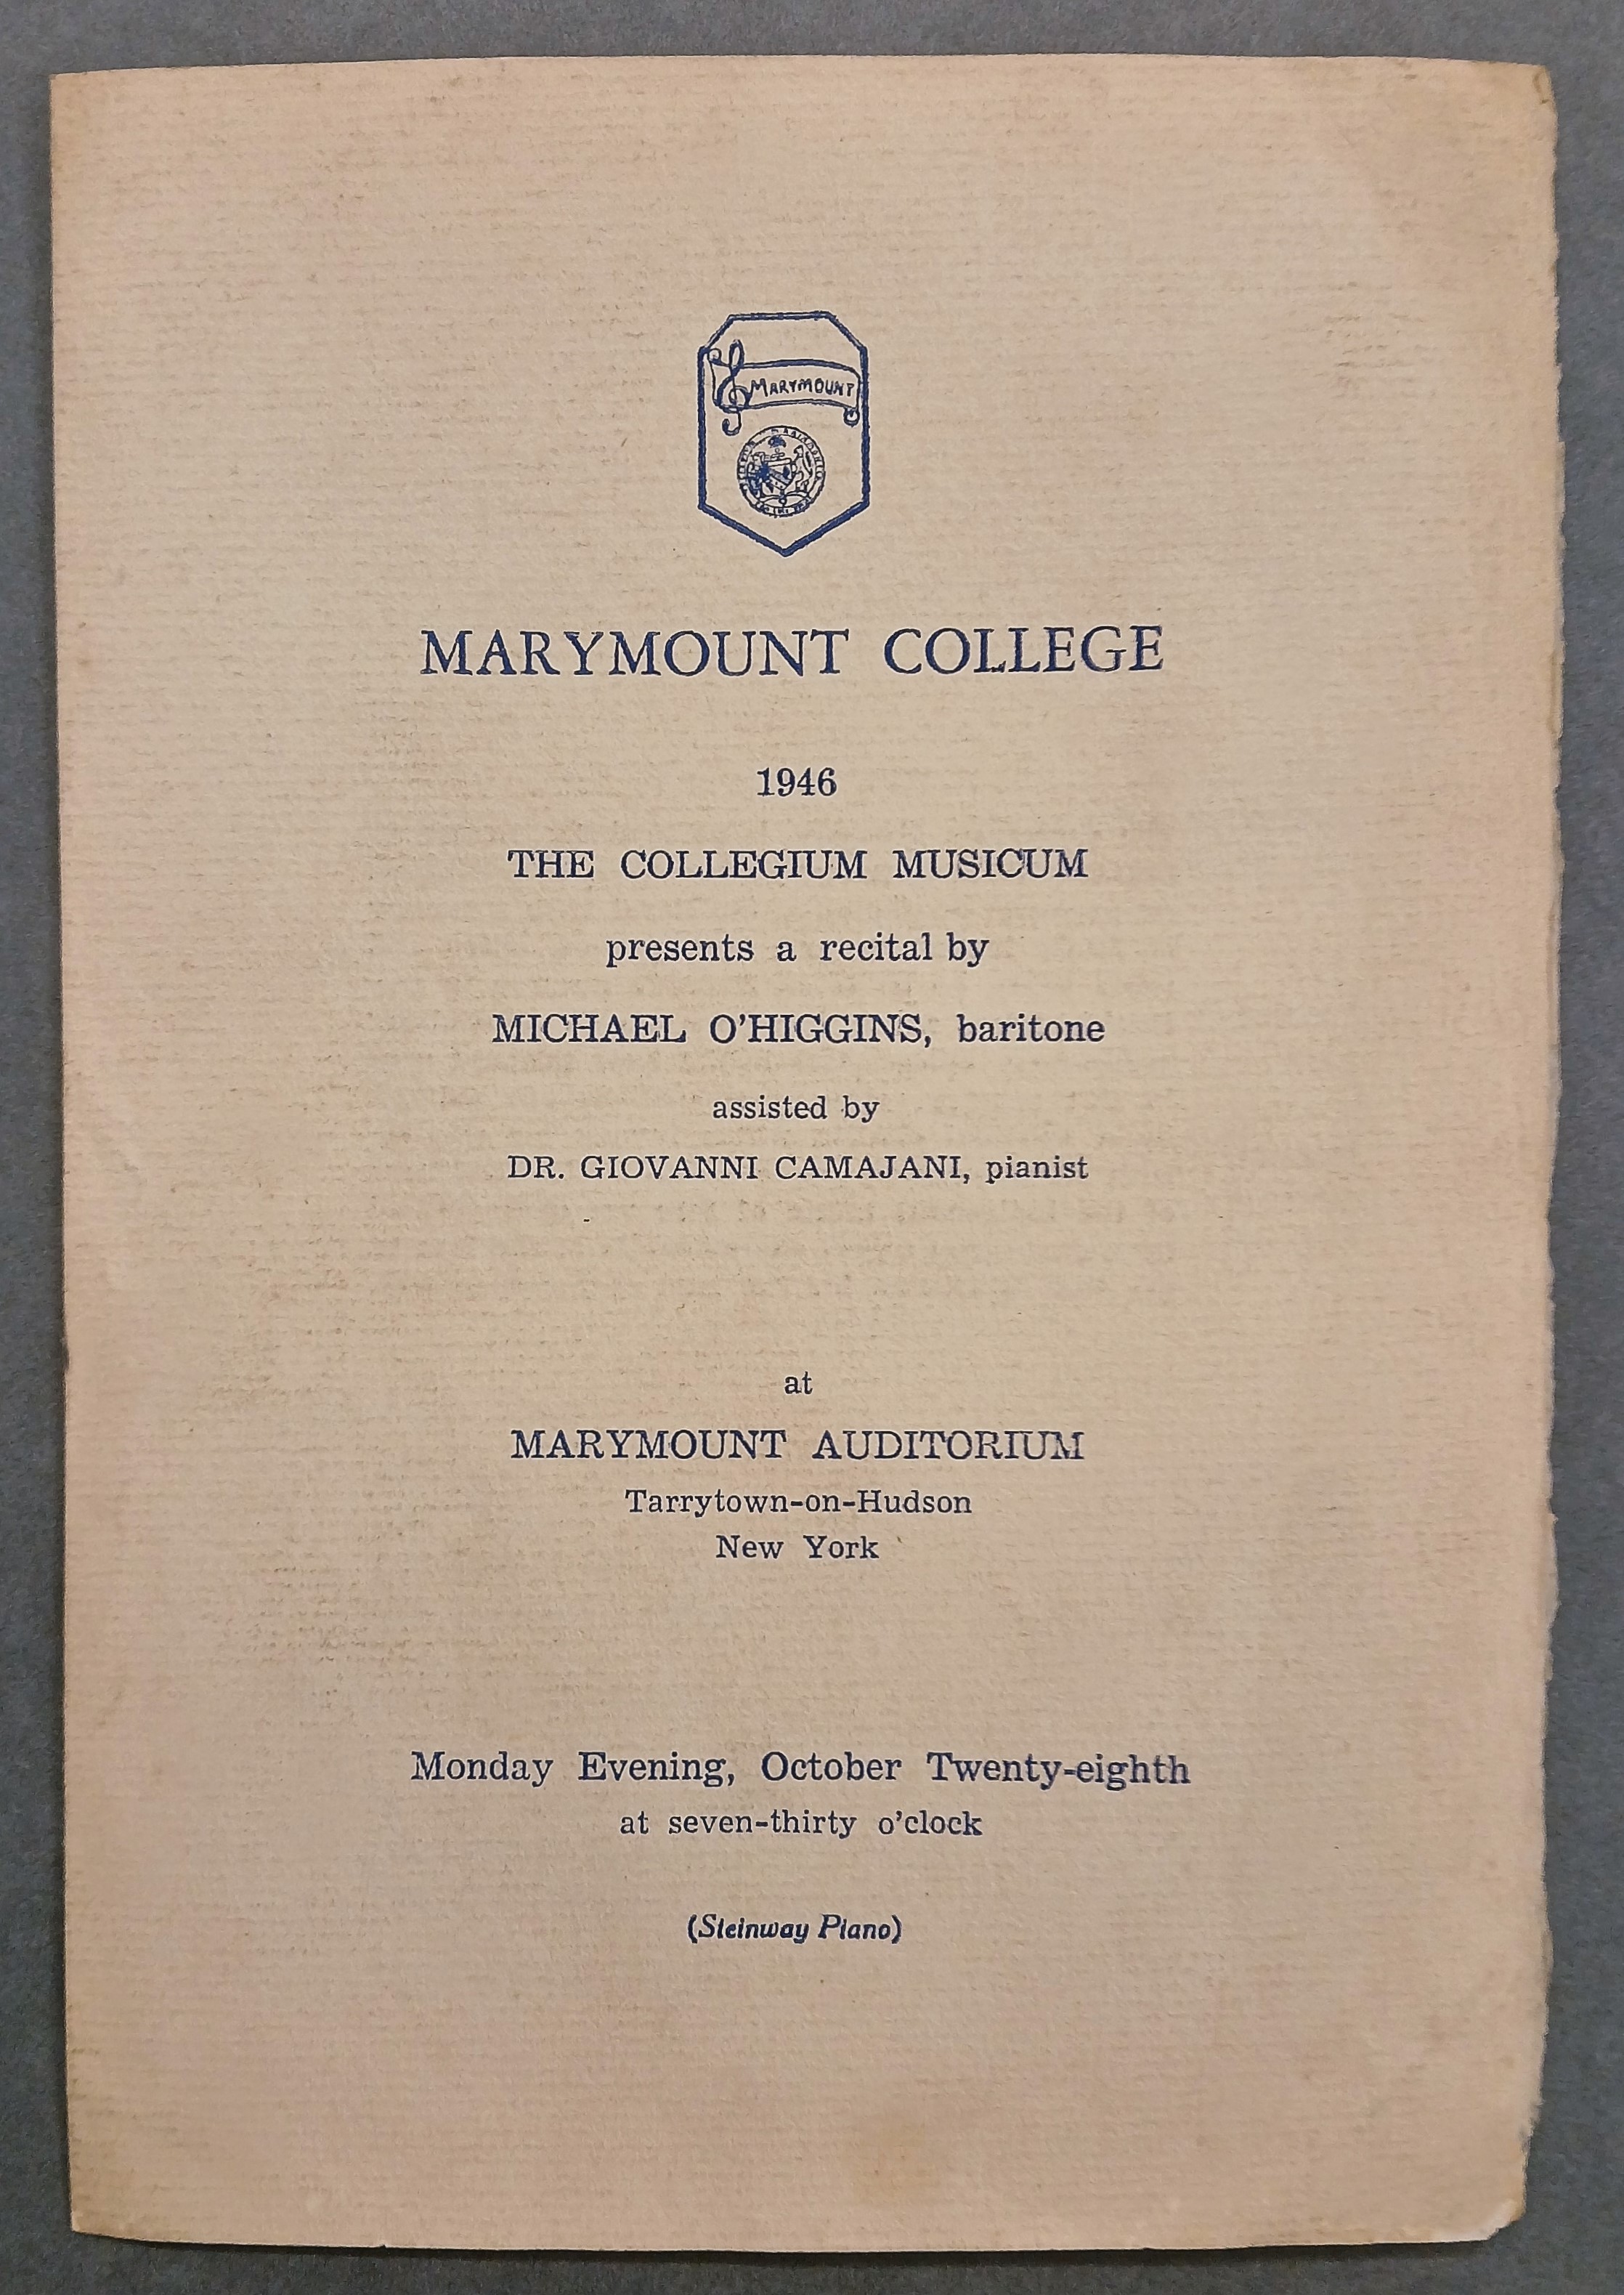 MARYMOUNT
MARYMOUNT COLLEGE
1946
THE COLLEGIUM MUSICUM
presents a recital by
MICHAEL O'HIGGINS, baritone
assisted by
DR. GIOVANNI CAMAJANI, pianist
at
MARYMOUNT AUDITORIUM
Tarrytown-on-Hudson
New York
Monday Evening, October Twenty-eighth
at seven-thirty o'clock
(Steinway Piano)